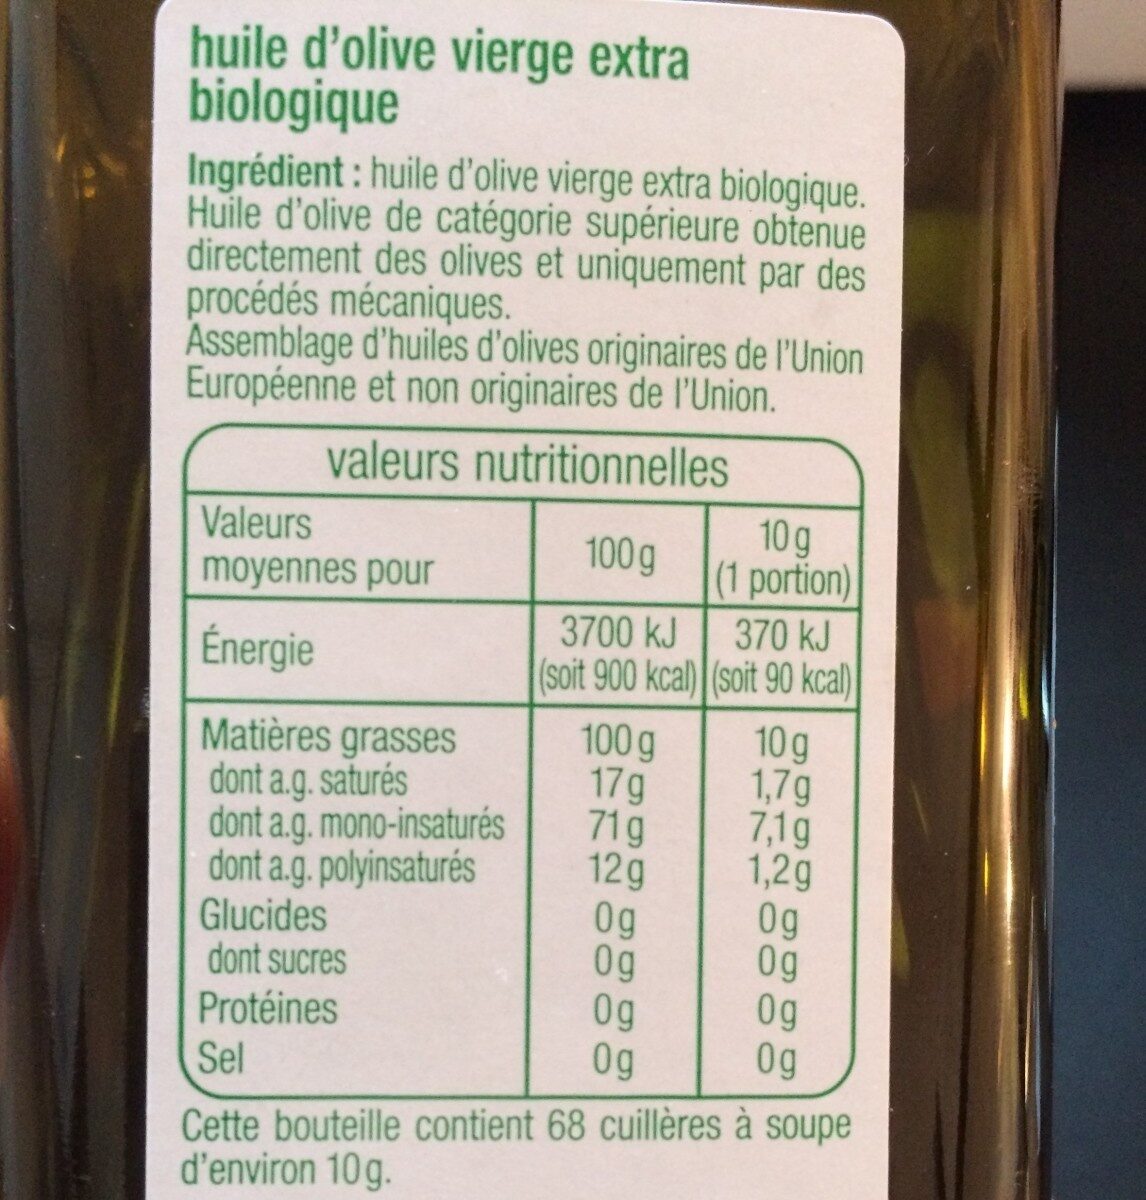 huile d'olive vierge extra
biologique
Ingrédient : huile d'olive vierge extra biologique.
Huile d'olive de catégorie supérieure obtenue
directement des olives et uniquement par des
procédés mécaniques.
Assemblage d'huiles d'olives originaires de l'Union
Européenne et non originaires de l'Union.
valeurs nutritionnelles
Valeurs moyennes pour 100g 10g (1 portion)
Énergie 3700 kJ (soit 900 kcal) 370 kJ (soit 90 kcal)
Matières grasses 100g 10g
dont a.g. saturés 17g 1,7g
dont a.g. mono-insaturés 71g 7,1g
dont a.g. polyinsaturés 12g 1,2g
Glucides 0g 0g
dont sucres 0g 0g
Protéines 0g 0g
Sel 0g 0g
Cette bouteille contient 68 cuillères à soupe
d'environ 10g.